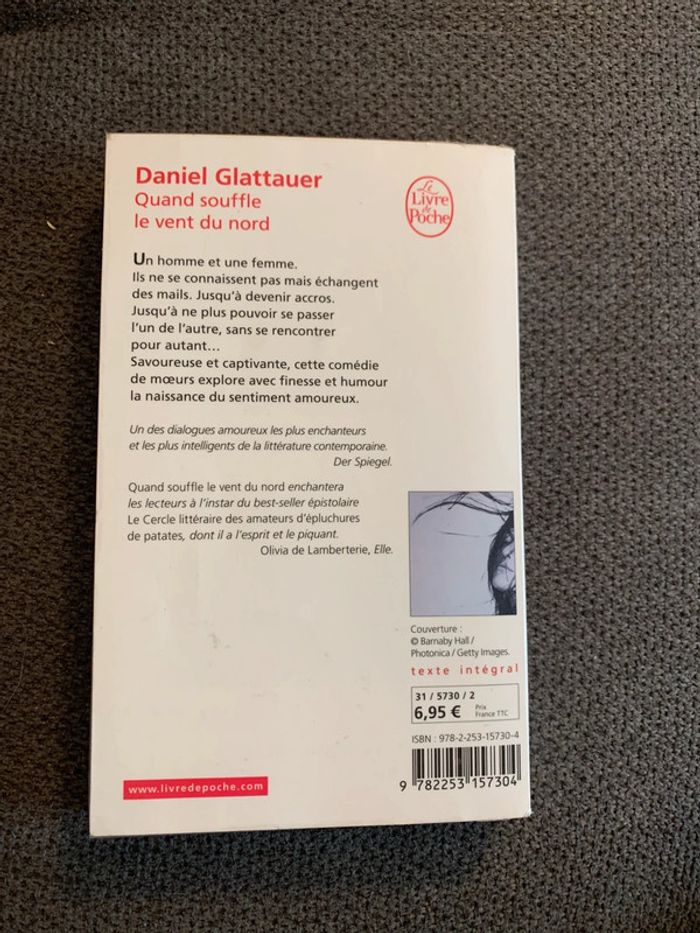 Daniel Glattauer
Quand souffle
le vent du nord
Le
Livre
de
Poche
Un homme et une femme.
Ils ne se connaissent pas mais échangent
des mails. Jusqu'à devenir accros.
Jusqu'à ne plus pouvoir se passer
l'un de l'autre, sans se rencontrer
pour autant…
Savoureuse et captivante, cette comédie
de mœurs explore avec finesse et humour
la naissance du sentiment amoureux.
Un des dialogues amoureux les plus enchanteurs
et les plus intelligents de la littérature contemporaine.
Der Spiegel.
Quand souffle le vent du nord enchantera
les lecteurs à l'instar du best-seller épistolaire
Le Cercle littéraire des amateurs d'épluchures
de patates, dont il a l'esprit et le piquant.
Olivia de Lamberterie, Elle.
Couverture :
© Barnaby Hall /
Photonica / Getty Images.
texte intégral
31 / 5730 / 2
6,95 € Prix
France TTC
ISBN : 978-2-253-15730-4
9 782253 157304
www.livredepoche.com